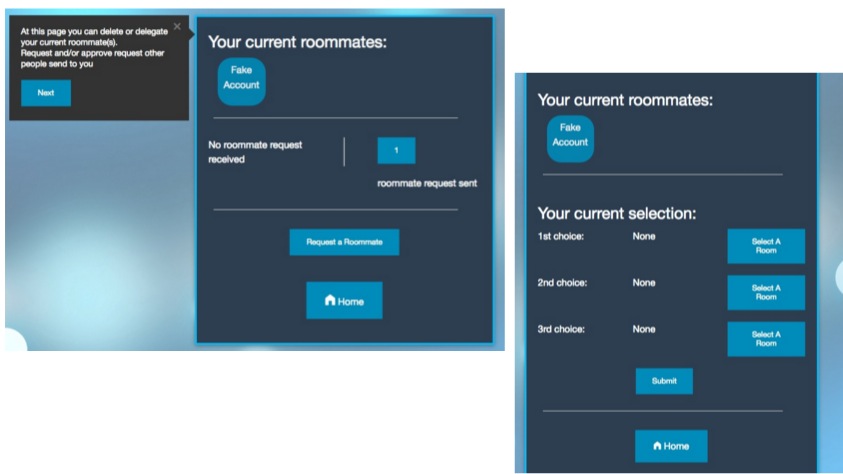 At this page you can delete or delegate
your current roommate(s).
Request and/or approve request other
people send to you
×
Next
Your current roommates:
Fake
Account
No roommate request
received
1
roommate request sent
Request a Roommate
Home
Your current roommates:
Fake
Account
Your current selection:
1st choice: None Select A
Room
2nd choice: None Select A
Room
3rd choice: None Select A
Room
Submit
Home